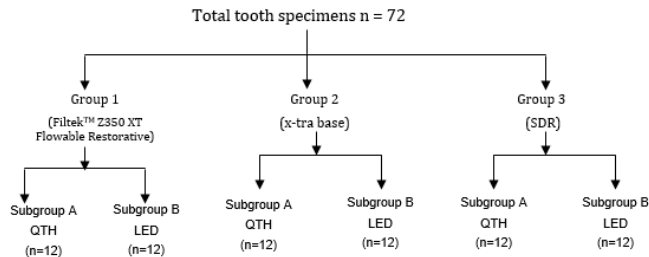 Total tooth specimens n = 72
Group 1
(Filtek™ Z350 XT
Flowable Restorative)
Group 2
(x-tra base)
Group 3
(SDR)
Subgroup A
QTH
(n=12)
Subgroup B
LED
(n=12)
Subgroup A
QTH
(n=12)
Subgroup B
LED
(n=12)
Subgroup A
QTH
(n=12)
Subgroup B
LED
(n=12)